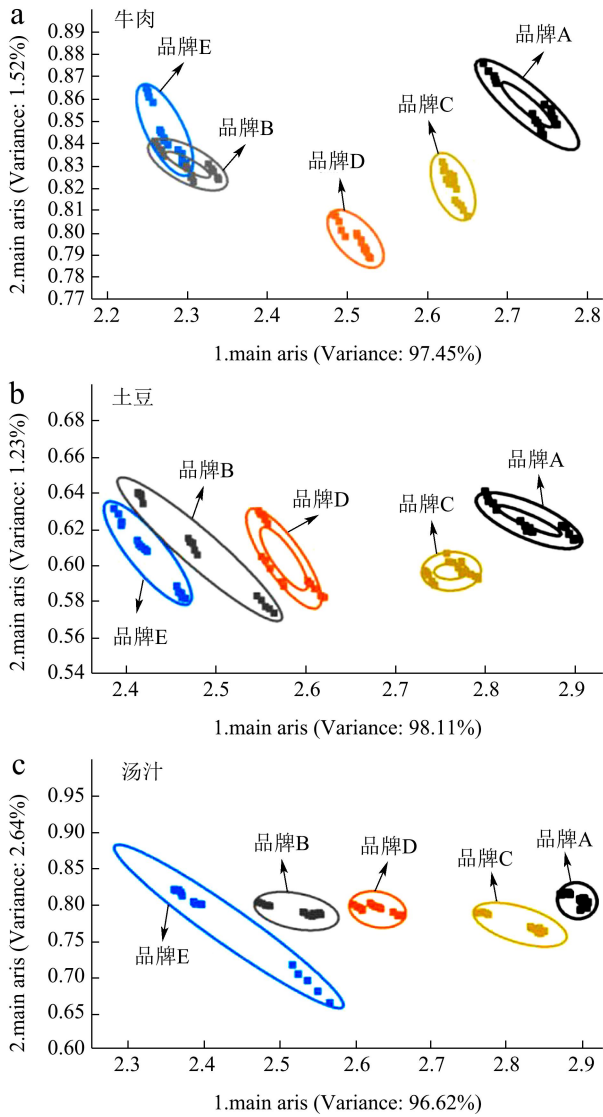 a
牛肉
品牌E
品牌B
品牌D
品牌C
品牌A
2.main aris (Variance: 1.52%)
0.89
0.88
0.87
0.86
0.85
0.84
0.83
0.82
0.81
0.80
0.79
0.78
0.77
2.2 2.3 2.4 2.5 2.6 2.7 2.8
1.main aris (Variance: 97.45%)
b
土豆
品牌B
品牌D
品牌C
品牌A
品牌E
2.main aris (Variance: 1.23%)
0.68
0.66
0.64
0.62
0.60
0.58
0.56
0.54
2.4 2.5 2.6 2.7 2.8 2.9
1.main aris (Variance: 98.11%)
c
汤汁
品牌B
品牌D
品牌C
品牌A
品牌E
2.main aris (Variance: 2.64%)
0.95
0.90
0.85
0.80
0.75
0.70
0.65
0.60
2.3 2.4 2.5 2.6 2.7 2.8 2.9
1.main aris (Variance: 96.62%)